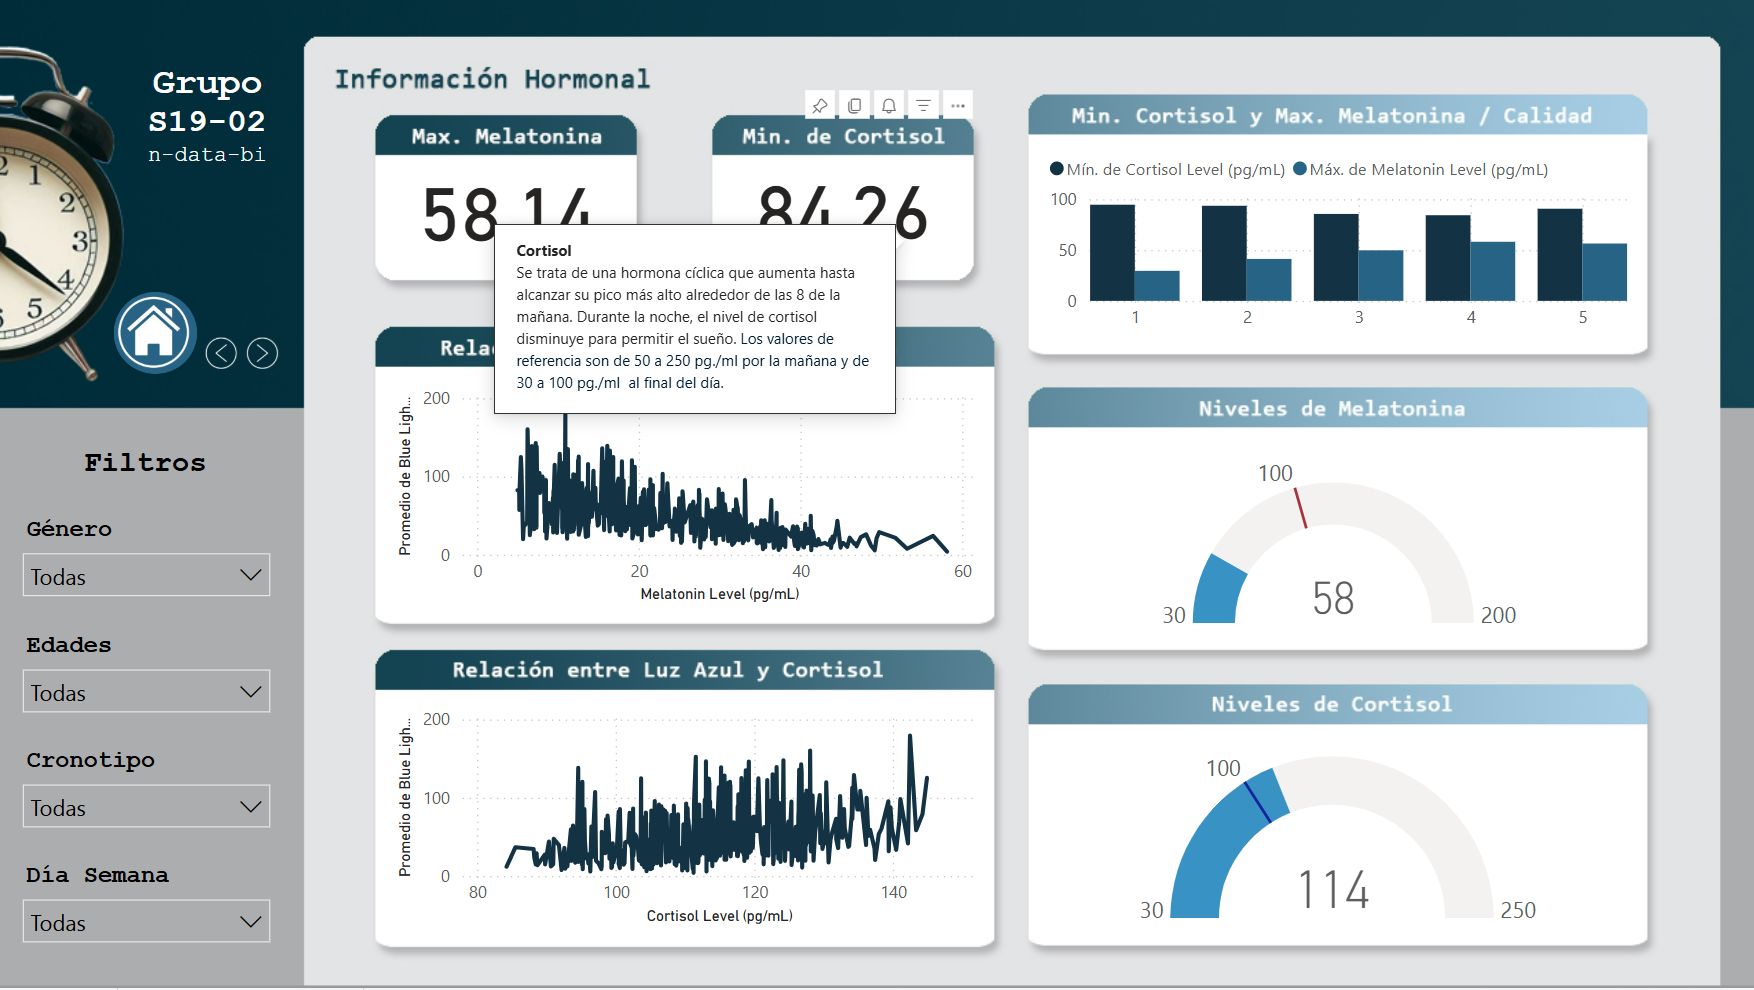 Grupo
S19-02
n-data-bi
Filtros
Género
Todas
Edades
Todas
Cronotipo
Todas
Día Semana
Todas
Información Hormonal
Max. Melatonina
58.14
Min. de Cortisol
84.26
Cortisol
Se trata de una hormona cíclica que aumenta hasta
alcanzar su pico más alto alrededor de las 8 de la
mañana. Durante la noche, el nivel de cortisol
disminuye para permitir el sueño. Los valores de
referencia son de 50 a 250 pg./ml por la mañana y de
30 a 100 pg./ml al final del día.
Promedio de Blue Ligh...
200
100
0
0 20 40 60
Melatonin Level (pg/mL)
Relación entre Luz Azul y Cortisol
Promedio de Blue Ligh...
200
100
0
80 100 120 140
Cortisol Level (pg/mL)
Min. Cortisol y Max. Melatonina / Calidad
Mín. de Cortisol Level (pg/mL) Máx. de Melatonin Level (pg/mL)
100
50
0
1 2 3 4 5
Niveles de Melatonina
100
30
58
200
Niveles de Cortisol
100
30
114
250
1
2
3
4
5